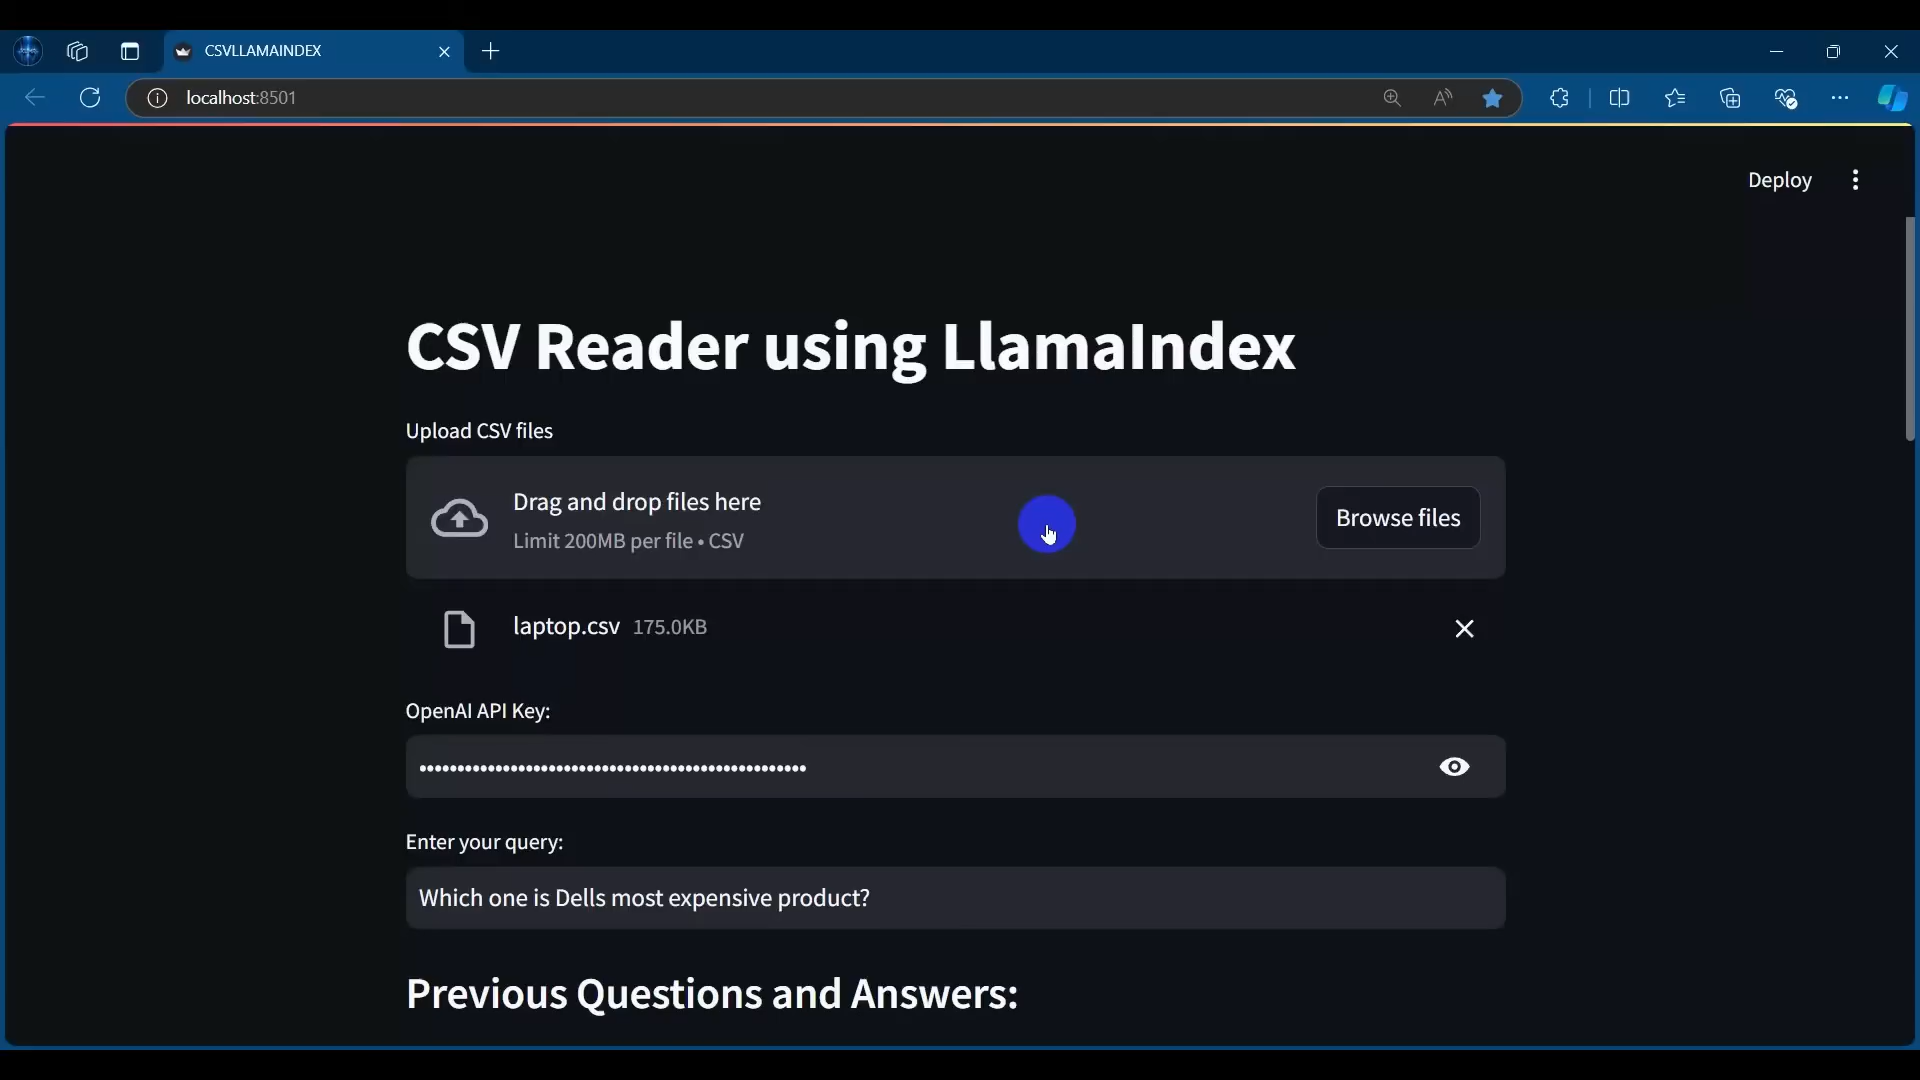 CSVLLAMAINDEX
localhost:8501
Deploy
CSV Reader using LlamaIndex
Upload CSV files
Drag and drop files here
Limit 200MB per file • CSV
Browse files
laptop.csv 175.0KB
OpenAI API Key:
Enter your query:
Which one is Dells most expensive product?
Previous Questions and Answers: